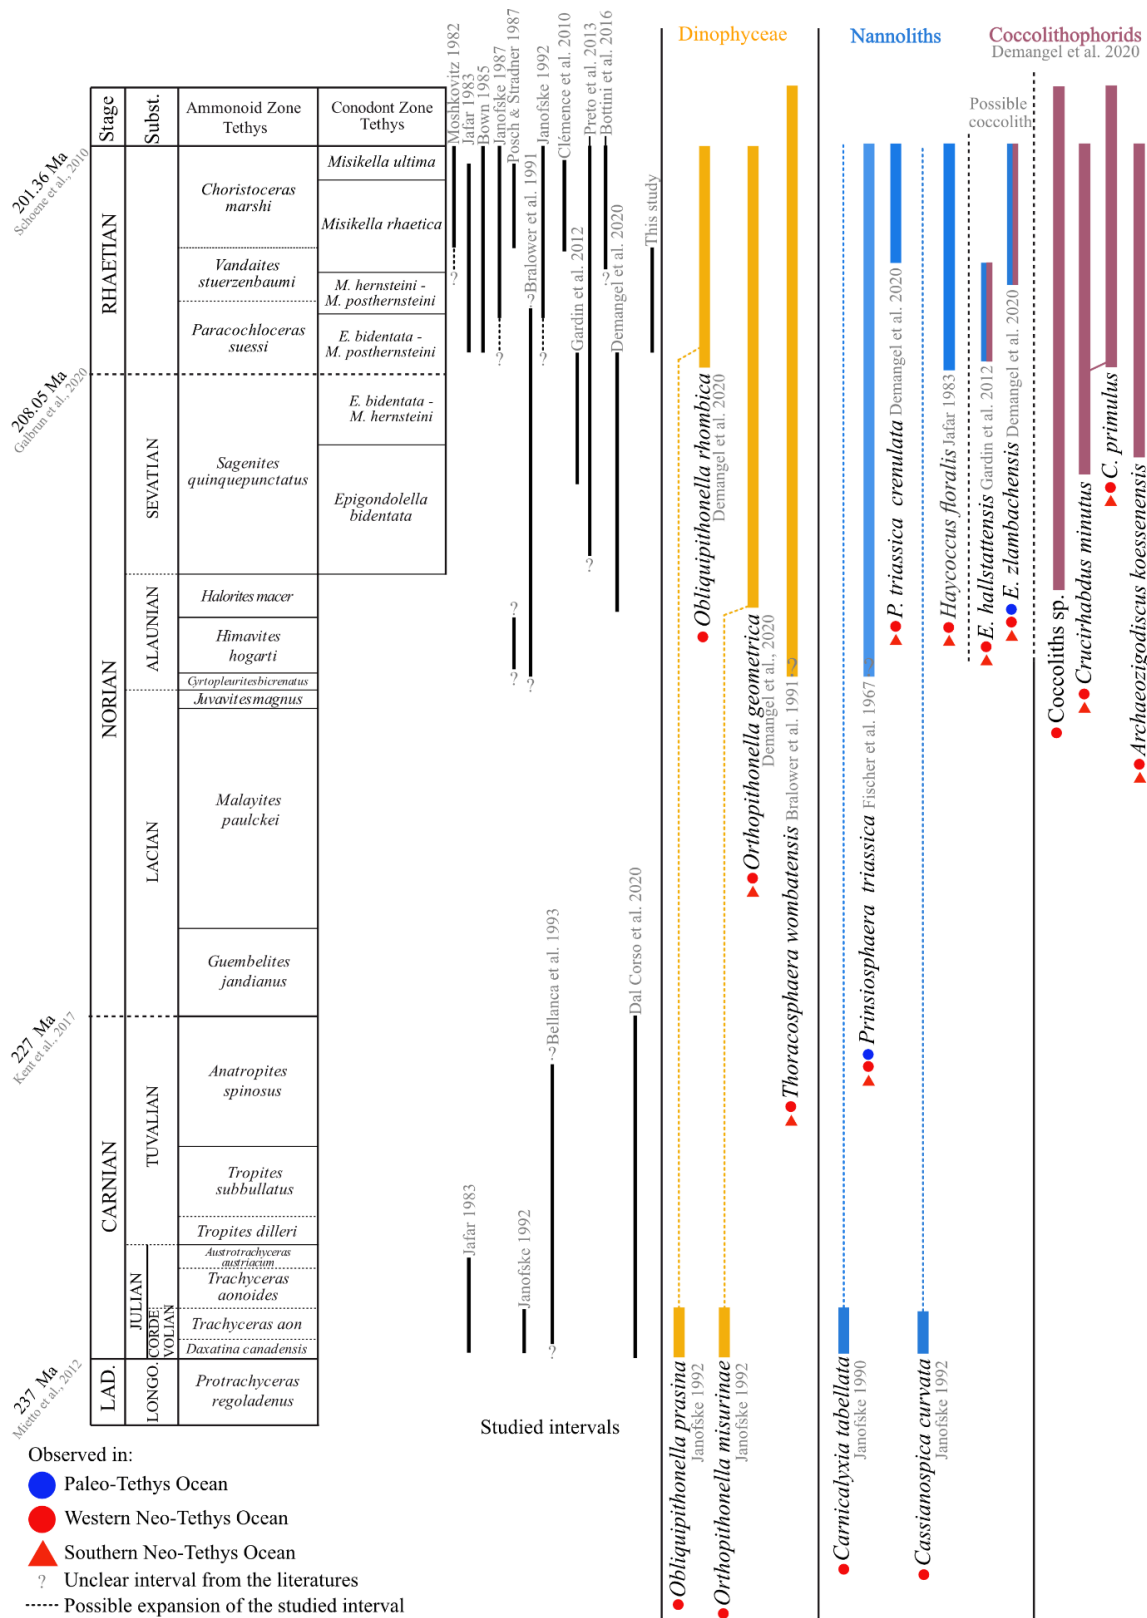 Dinophyceae
Nannoliths
Coccolithophorids
Demangel et al. 2020
Possible
coccolith
Stage
Subst.
Ammonoid Zone
Tethys
Conodont Zone
Tethys
201.36 Ma
Schoene et al., 2010
208.05 Ma
Galbrun et al., 2020
227 Ma
Kent et al., 2017
237 Ma
Mietto et al., 2012
RHAETIAN
NORIAN
CARNIAN
LAD.
SEVATIAN
ALAUNIAN
LACIAN
TUVALIAN
JULIAN
CORDE
VOLIAN
LONGO.
Choristoceras
marshi
Vandaites
stuerzenbaumi
Paracochloceras
suessi
Sagenites
quinquepunctatus
Halorites macer
Himavites
hogarti
Cyrtopleuritesbicrenatus
Juvavites magnus
Malayites
paulckei
Guembelites
jandianus
Anatropites
spinosus
Tropites
subbullatus
Tropites dilleri
Austrotrachyceras
austriacum
Trachyceras
aonoides
Trachyceras aon
Daxatina canadensis
Protrachyceras
regoladenus
Misikella ultima
Misikella rhaetica
M. hernsteini -
M. posthernsteini
E. bidentata -
M. posthernsteini
E. bidentata -
M. hernsteini
Epigondolella
bidentata
Moshkovitz 1982
?
Jafar 1983
Bown 1985
Janofske 1987
?
Posch & Stradner 1987
?
?
? Bralower et al. 1991
?
Janofske 1992
?
Clémence et al. 2010
Gardin et al. 2012
Preto et al. 2013
?
Bottini et al. 2016
?
Demangel et al. 2020
This study
Jafar 1983
Janofske 1992
? Bellanca et al. 1993
?
Dal Corso et al. 2020
Studied intervals
Obliquipithonella prasina
Janofske 1992
Obliquipithonella rhombica
Demangel et al. 2020
Orthopithonella misurinae
Janofske 1992
Orthopithonella geometrica
Demangel et al., 2020
Thoracosphaera wombatensis Bralower et al. 1991 ?
Carnicalyxia tabellata
Janofske 1990
Prinsiosphaera triassica Fischer et al. 1967 ?
P. triassica crenulata Demangel et al. 2020
Cassianospica curvata
Janofske 1992
Haycoccus floralis Jafar 1983
E. hallstattensis Gardin et al. 2012
E. zlambachensis Demangel et al. 2020
Coccoliths sp.
Crucirhabdus minutus
C. primulus
Archaeozigodiscus koessenensis
Observed in:
Paleo-Tethys Ocean
Western Neo-Tethys Ocean
Southern Neo-Tethys Ocean
? Unclear interval from the literatures
Possible expansion of the studied interval